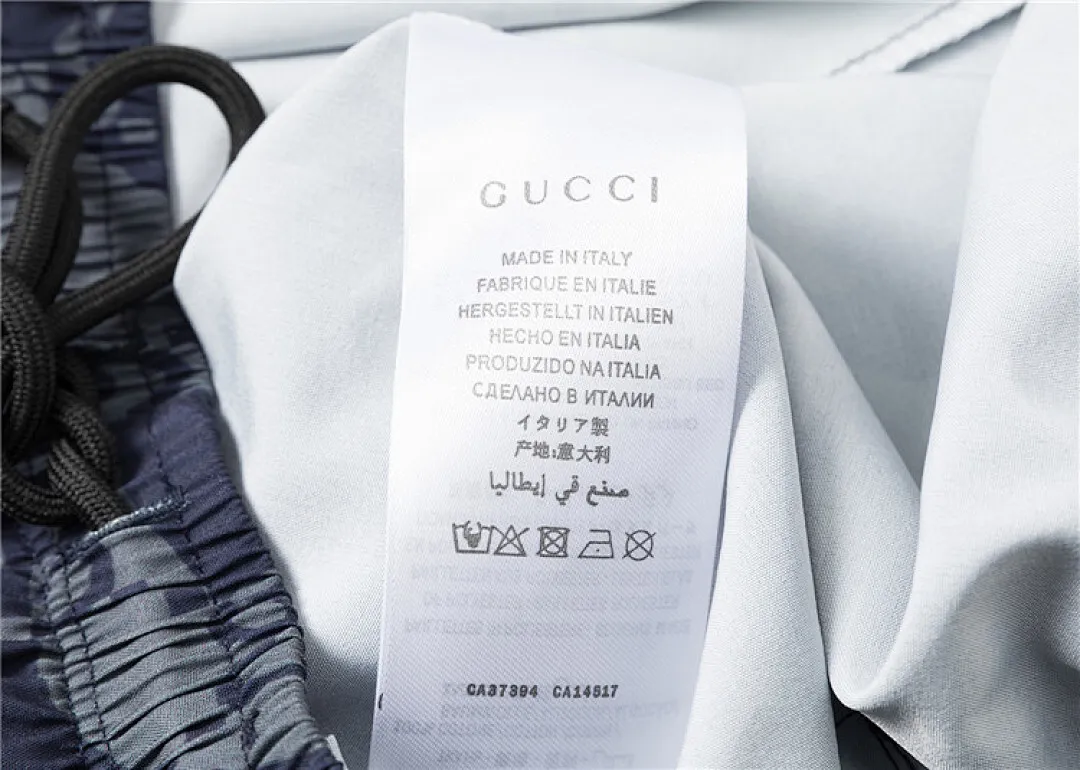 GUCCI
MADE IN ITALY
FABRIQUE EN ITALIE
HERGESTELLT IN ITALIEN
HECHO EN ITALIA
PRODUZIDO NA ITALIA
СДЕЛАНО В ИТАЛИИ
イタリア製
产地:意大利
صنع في إيطاليا
CA37394 CA14517